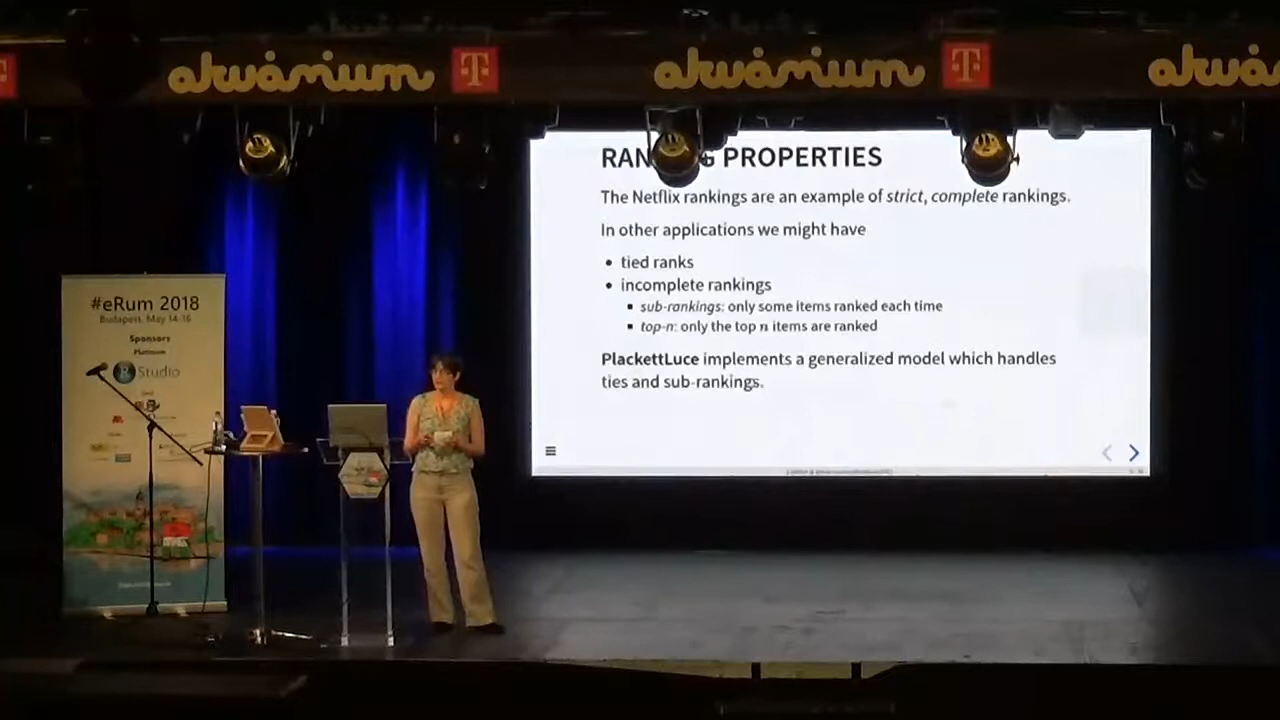 akvárium T akvárium T
RAN G PROPERTIES
The Netflix rankings are an example of strict, complete rankings.
In other applications we might have
• tied ranks
• incomplete rankings
▪ sub-rankings: only some items ranked each time
▪ top-n: only the top n items are ranked
PlackettLuce implements a generalized model which handles
ties and sub-rankings.
#eRum 2018
Budapest, May 14-16
Sponsors
Platinum
R Studio